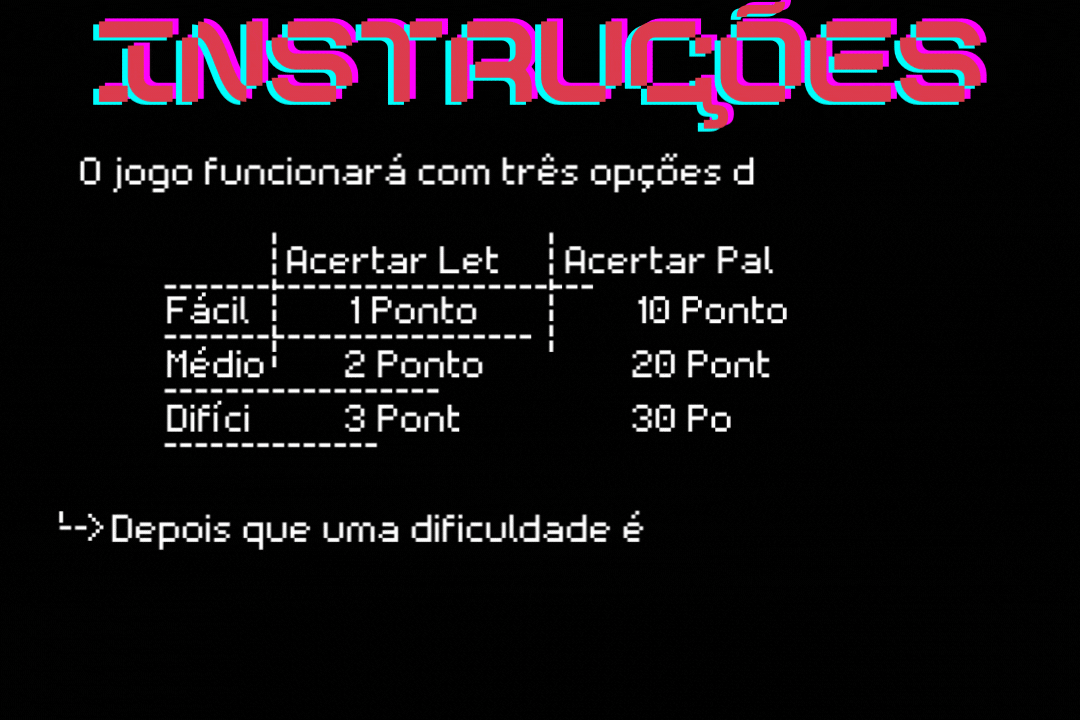 INSTRUÇÕES
O jogo funcionará com três opções d
Acertar Let Acertar Pal
Fácil 1 Ponto 10 Ponto
Médio 2 Ponto 20 Pont
Difíci 3 Pont 30 Po
Depois que uma dificuldade é